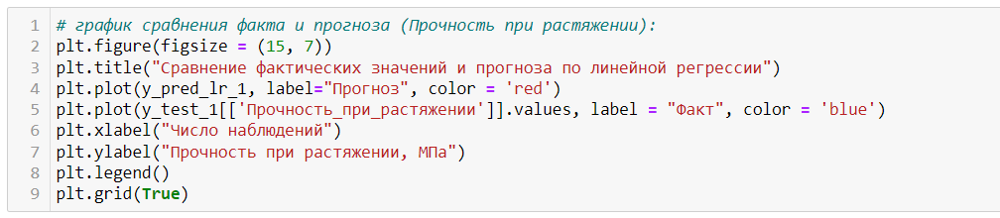 1 # график сравнения факта и прогноза (Прочность при растяжении):
2 plt.figure(figsize = (15, 7))
3 plt.title("Сравнение фактических значений и прогноза по линейной регрессии")
4 plt.plot(y_pred_lr_1, label="Прогноз", color = 'red')
5 plt.plot(y_test_1[['Прочность_при_растяжении']].values, label = "Факт", color = 'blue')
6 plt.xlabel("Число наблюдений")
7 plt.ylabel("Прочность при растяжении, МПа")
8 plt.legend()
9 plt.grid(True)